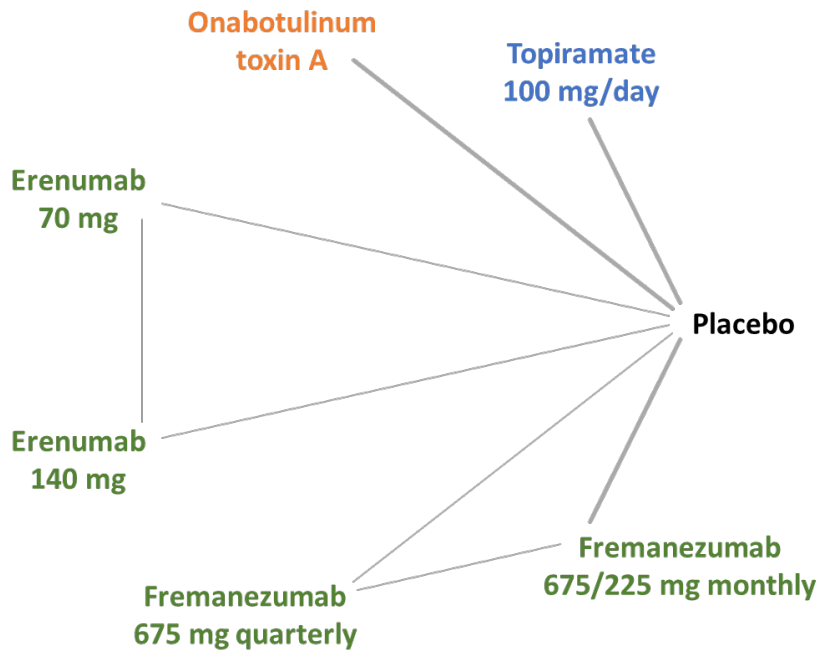 Onabotulinum
toxin A
Topiramate
100 mg/day
Erenumab
70 mg
Placebo
Erenumab
140 mg
Fremanezumab
675/225 mg monthly
Fremanezumab
675 mg quarterly